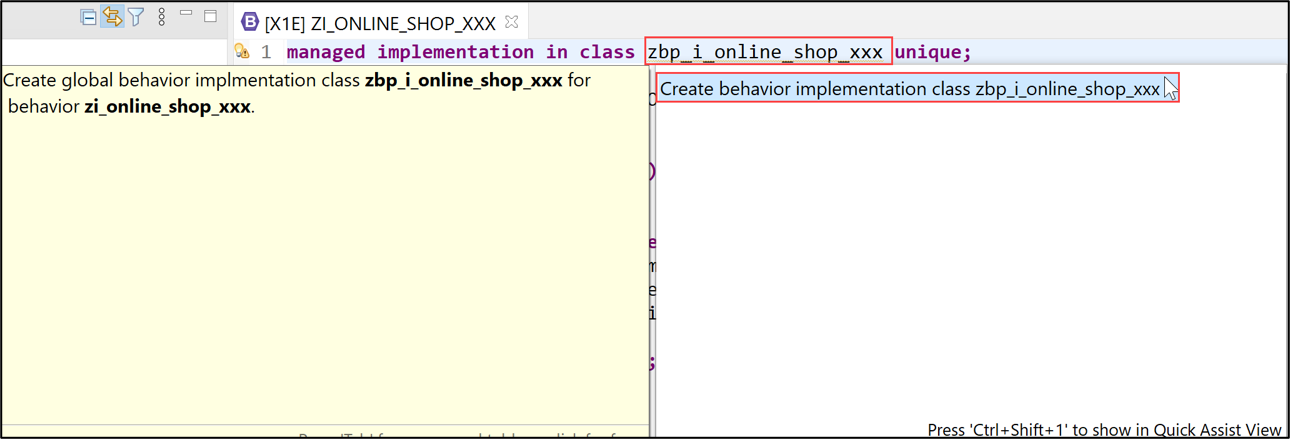 [X1E] ZI_ONLINE_SHOP_XXX
1 managed implementation in class zbp_i_online_shop_xxx unique;
Create global behavior implmentation class zbp_i_online_shop_xxx for
behavior zi_online_shop_xxx.
Create behavior implementation class zbp_i_online_shop_xxx
)
e
m
e
i
;
Press 'Ctrl+Shift+1' to show in Quick Assist View